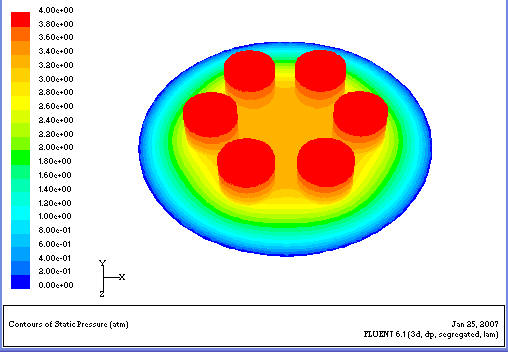 4.00e+00
3.80e+00
3.60e+00
3.40e+00
3.20e+00
3.00e+00
2.80e+00
2.60e+00
2.40e+00
2.20e+00
2.00e+00
1.80e+00
1.60e+00
1.40e+00
1.20e+00
1.00e+00
8.00e-01
6.00e-01
4.00e-01
2.00e-01
0.00e+00
Y
X
Z
Contours of Static Pressure (atm)
Jan 25, 2007
FLUENT 6.1 (3d, dp, segregated, lam)